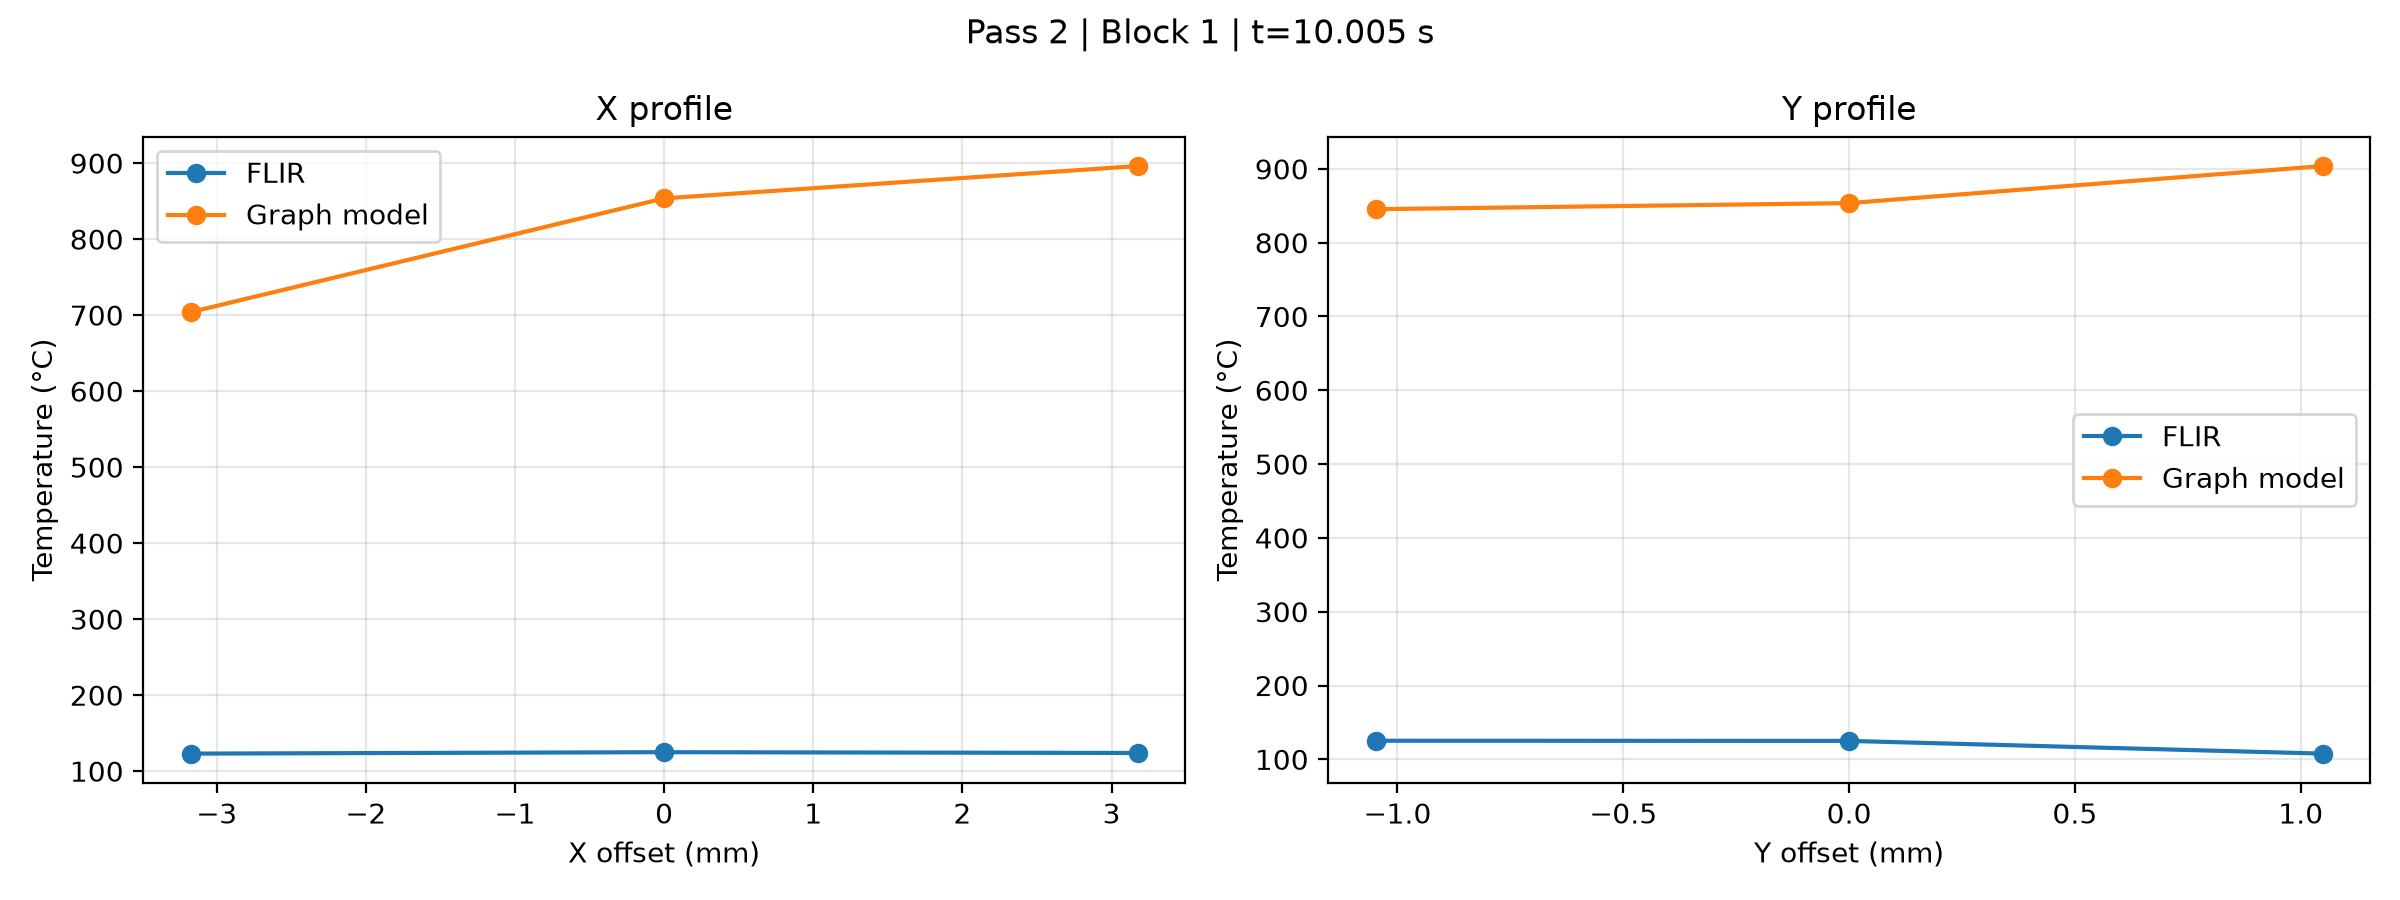 Pass 2 | Block 1 | t=10.005 s
X profile
900
800
700
600
500
400
300
200
100
Temperature (°C)
FLIR
Graph model
−3
−2
−1
0
1
2
3
X offset (mm)
Y profile
900
800
700
600
500
400
300
200
100
Temperature (°C)
FLIR
Graph model
−1.0
−0.5
0.0
0.5
1.0
Y offset (mm)